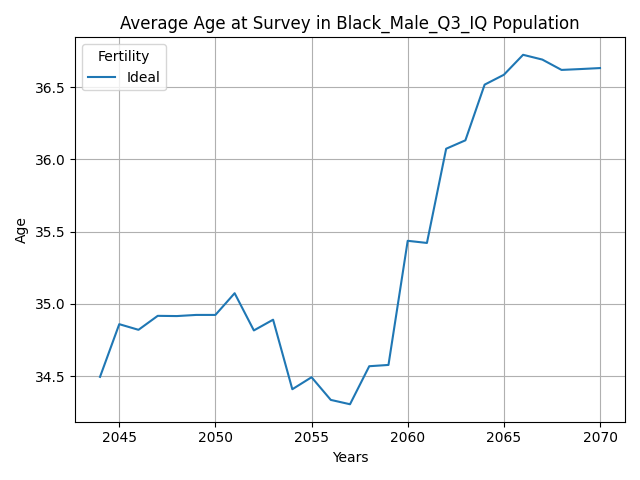 Average Age at Survey in Black_Male_Q3_IQ Population
Fertility
Ideal
Age
36.5
36.0
35.5
35.0
34.5
2045 2050 2055 2060 2065 2070
Years